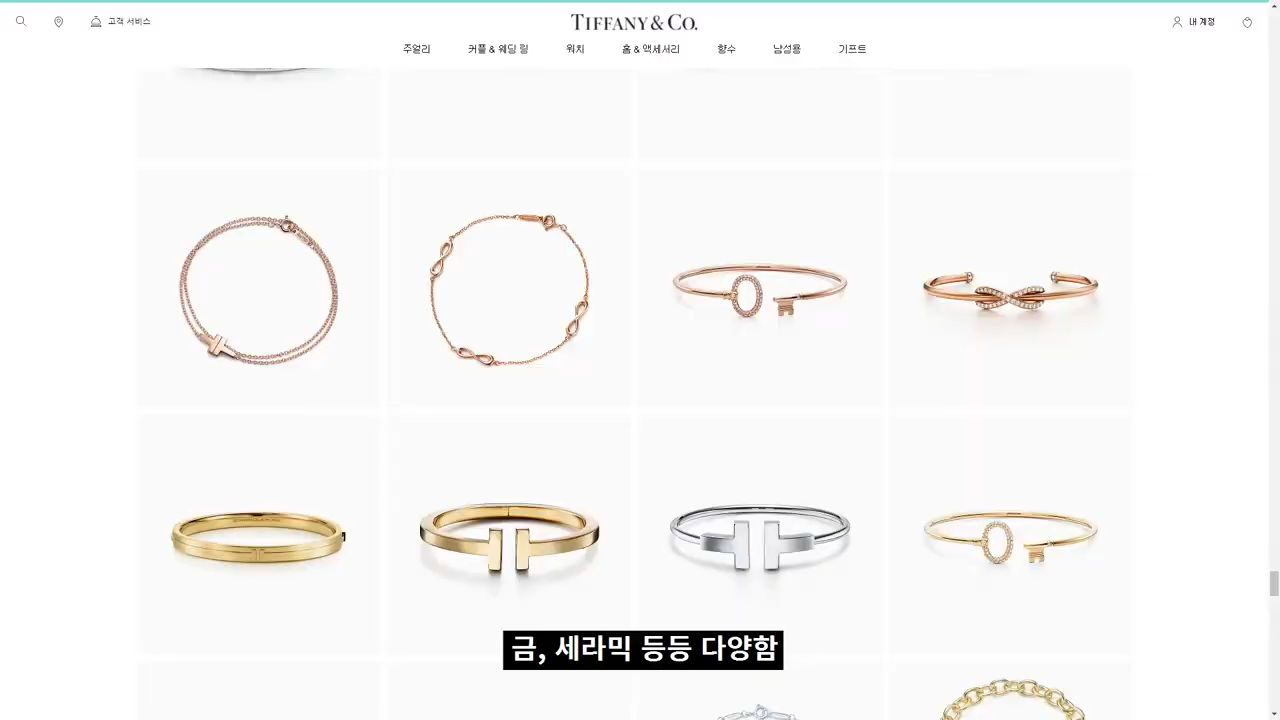 고객 서비스
TIFFANY & CO.
내 계정
주얼리
커플 & 웨딩 링
워치
홈 & 액세서리
향수
남성용
기프트
금, 세라믹 등등 다양함